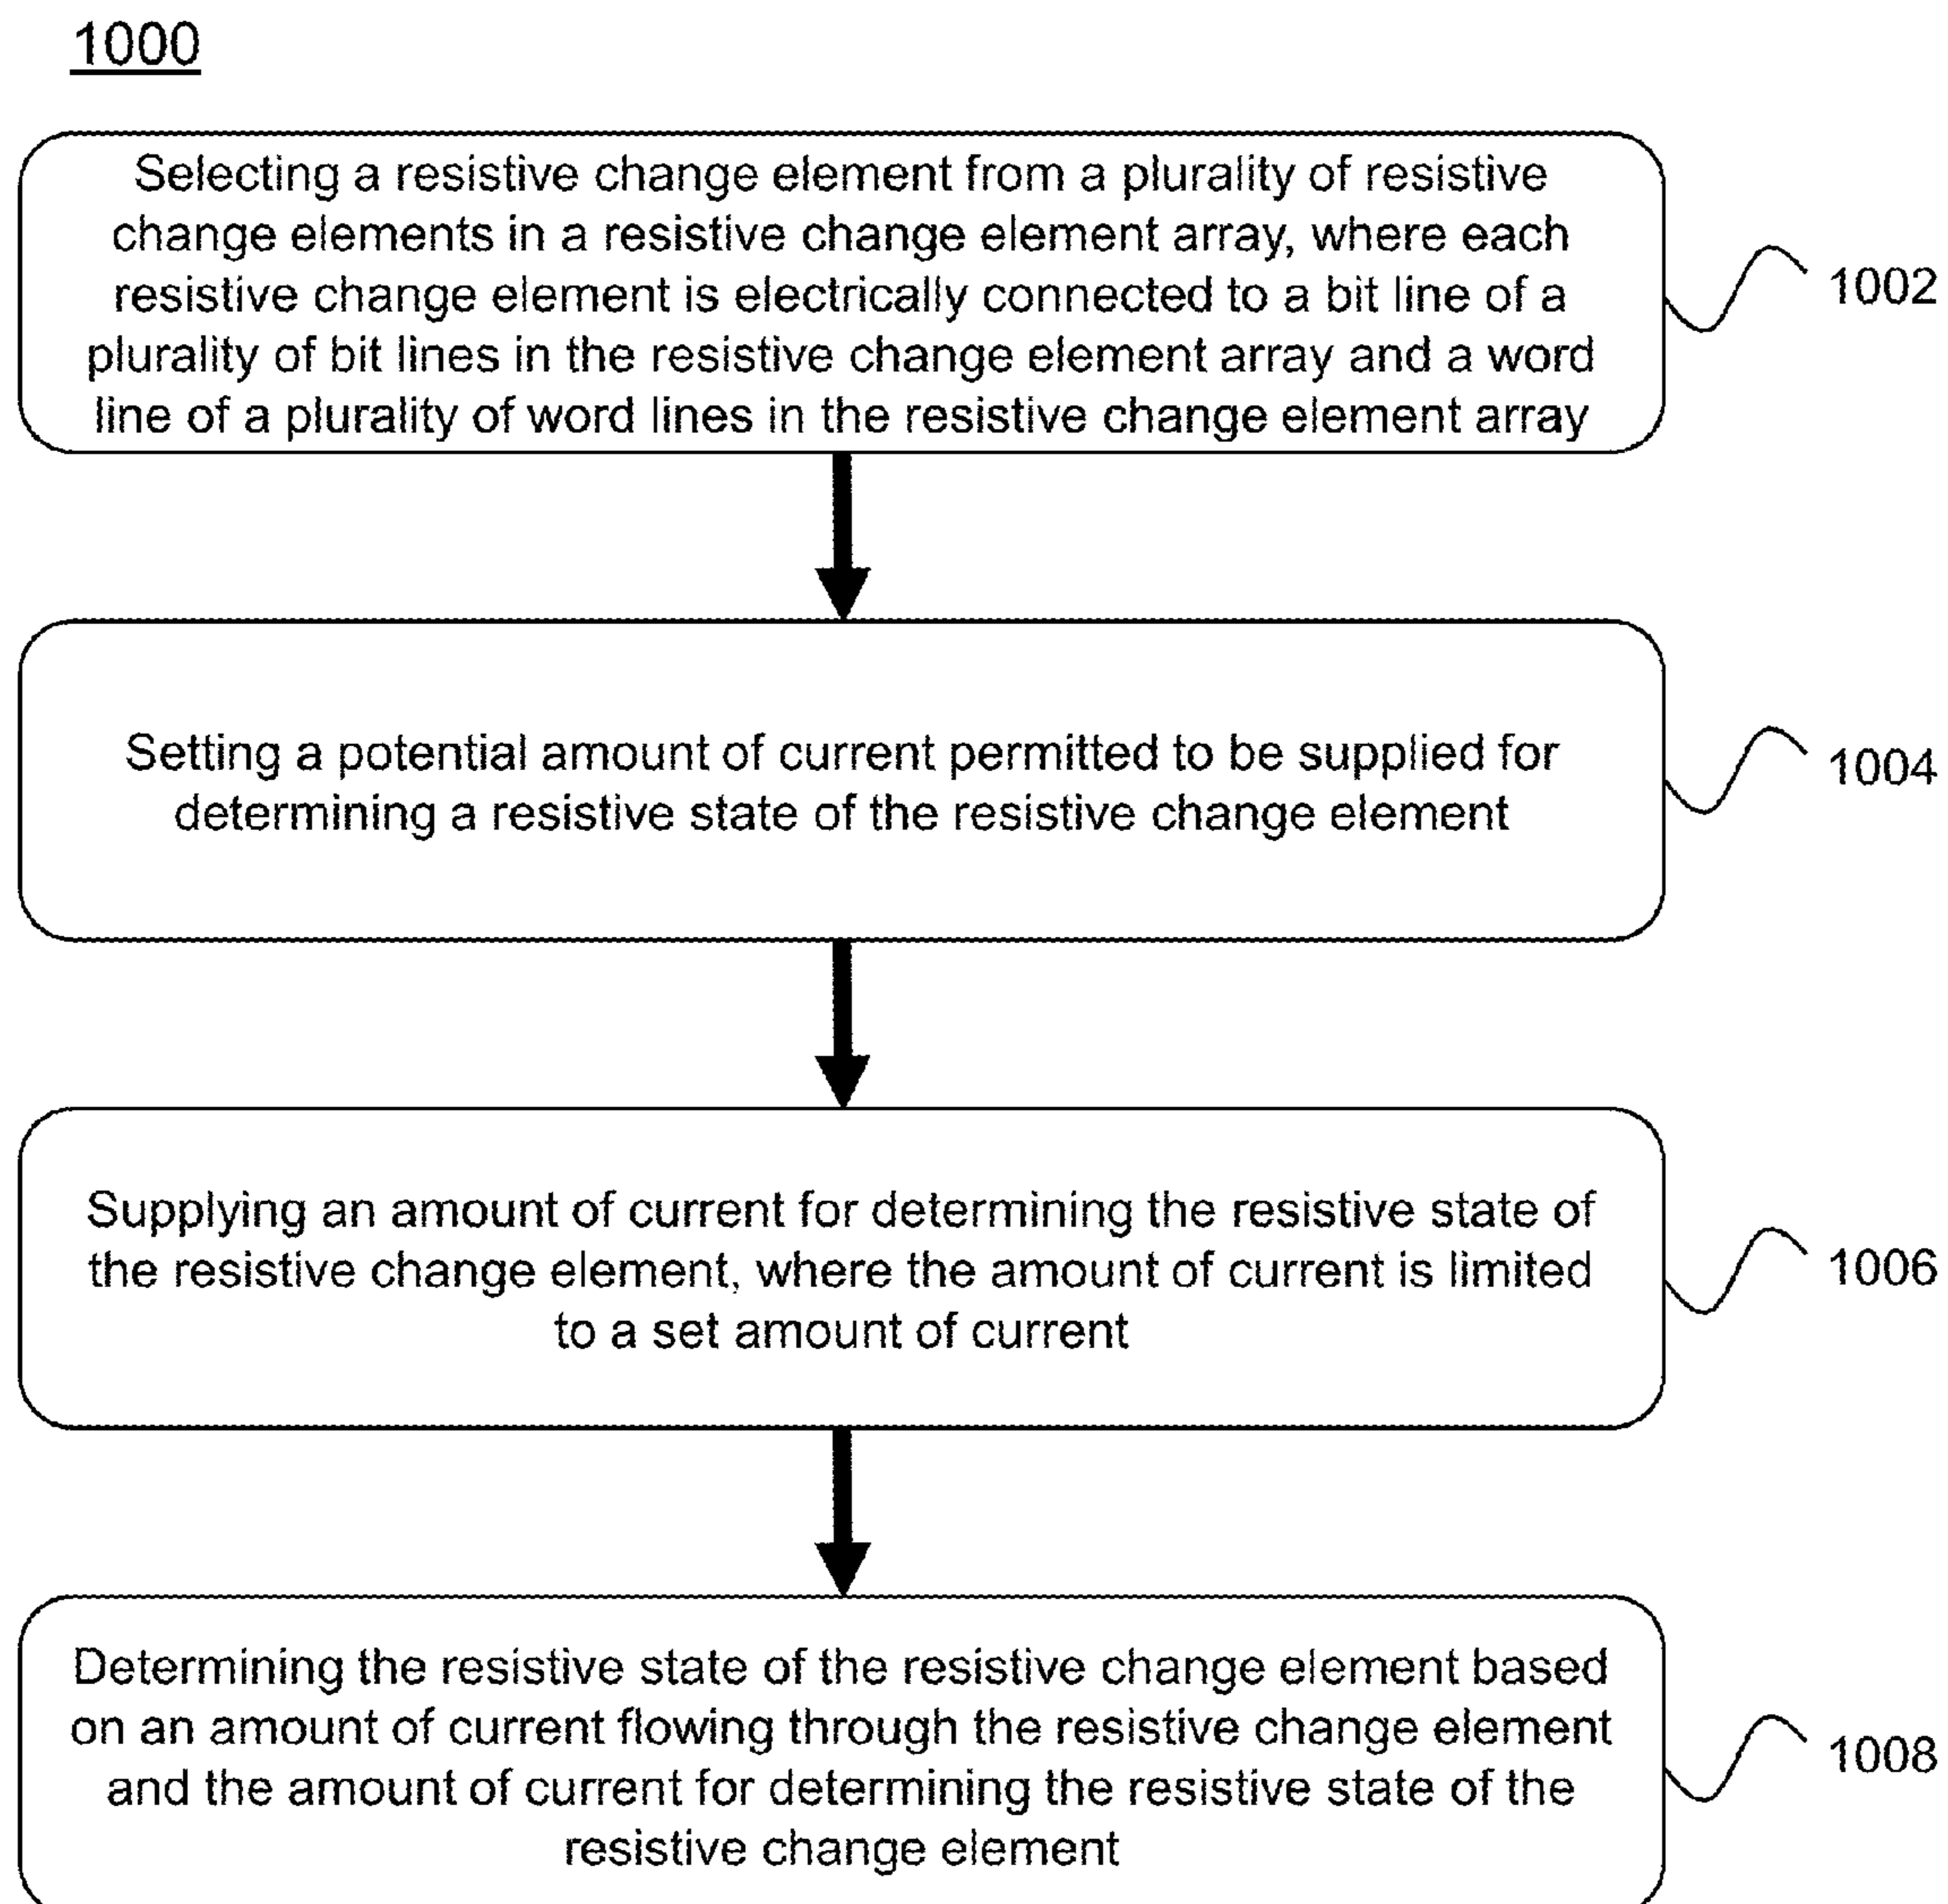 1000
Selecting a resistive change element from a plurality of resistive
change elements in a resistive change element array, where each
resistive change element is electrically connected to a bit line of a
plurality of bit lines in the resistive change element array and a word
line of a plurality of word lines in the resistive change element array
1002
Setting a potential amount of current permitted to be supplied for
determining a resistive state of the resistive change element
1004
Supplying an amount of current for determining the resistive state of
the resistive change element, where the amount of current is limited
to a set amount of current
1006
Determining the resistive state of the resistive change element based
on an amount of current flowing through the resistive change element
and the amount of current for determining the resistive state of the
resistive change element
1008